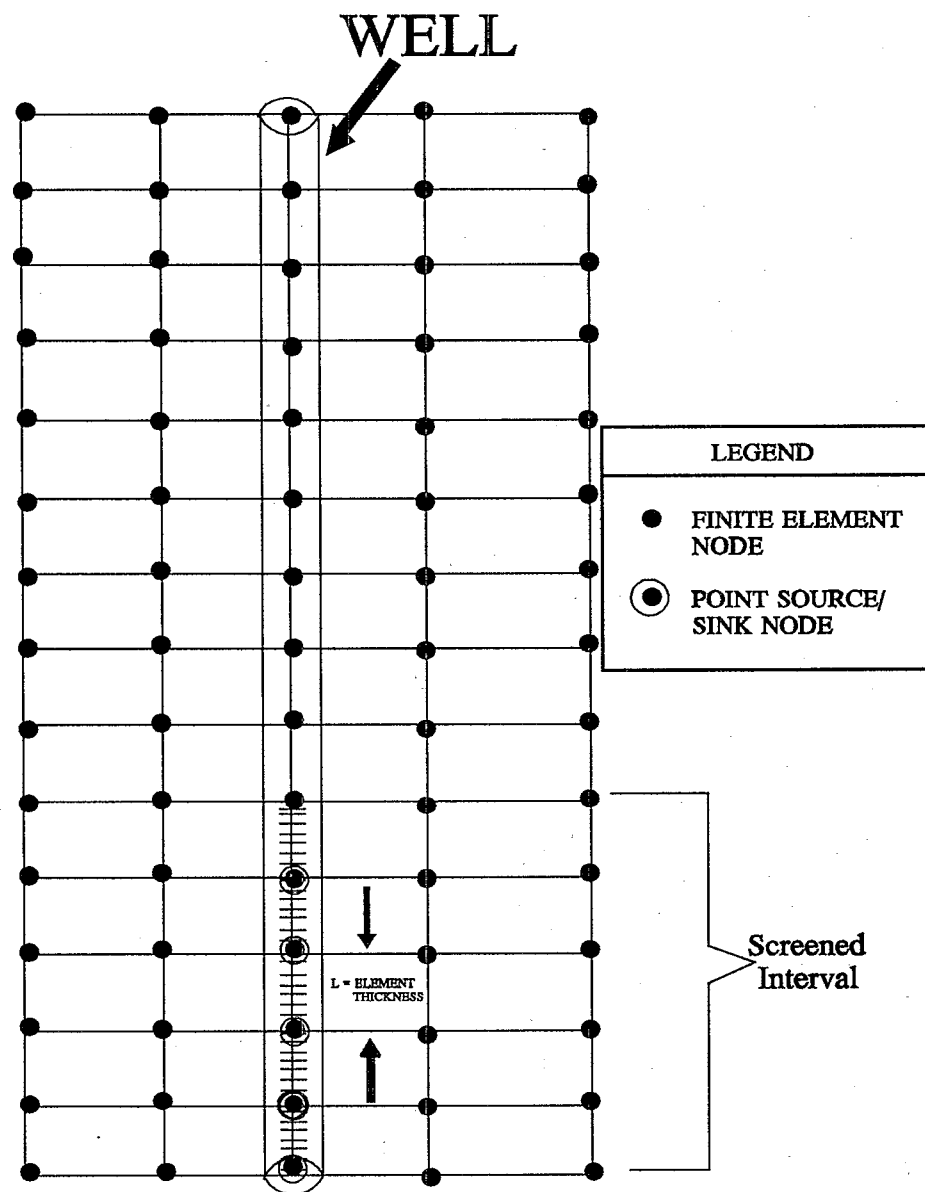 WELL
LEGEND
FINITE ELEMENT
NODE
POINT SOURCE/
SINK NODE
L = ELEMENT
THICKNESS
Screened
Interval